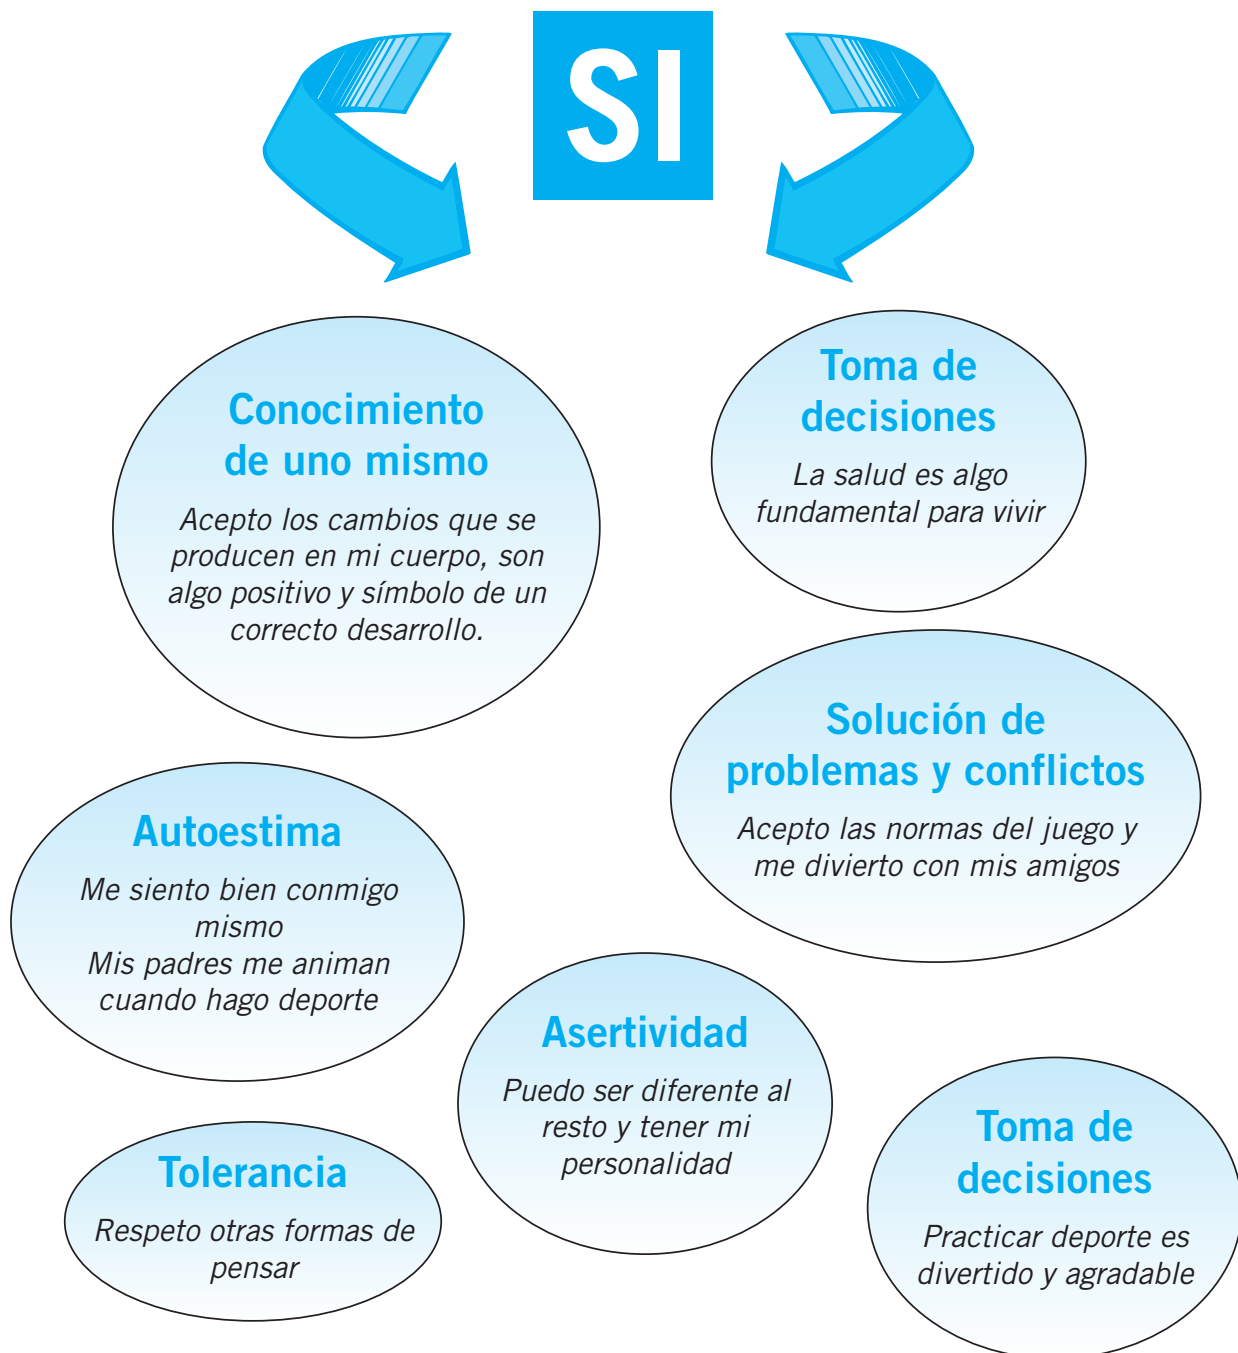 SI
Conocimiento
de uno mismo
Acepto los cambios que se
producen en mi cuerpo, son
algo positivo y símbolo de un
correcto desarrollo.
Toma de
decisiones
La salud es algo
fundamental para vivir
Solución de
problemas y conflictos
Acepto las normas del juego y
me divierto con mis amigos
Autoestima
Me siento bien conmigo
mismo
Mis padres me animan
cuando hago deporte
Asertividad
Puedo ser diferente al
resto y tener mi
personalidad
Tolerancia
Respeto otras formas de
pensar
Toma de
decisiones
Practicar deporte es
divertido y agradable